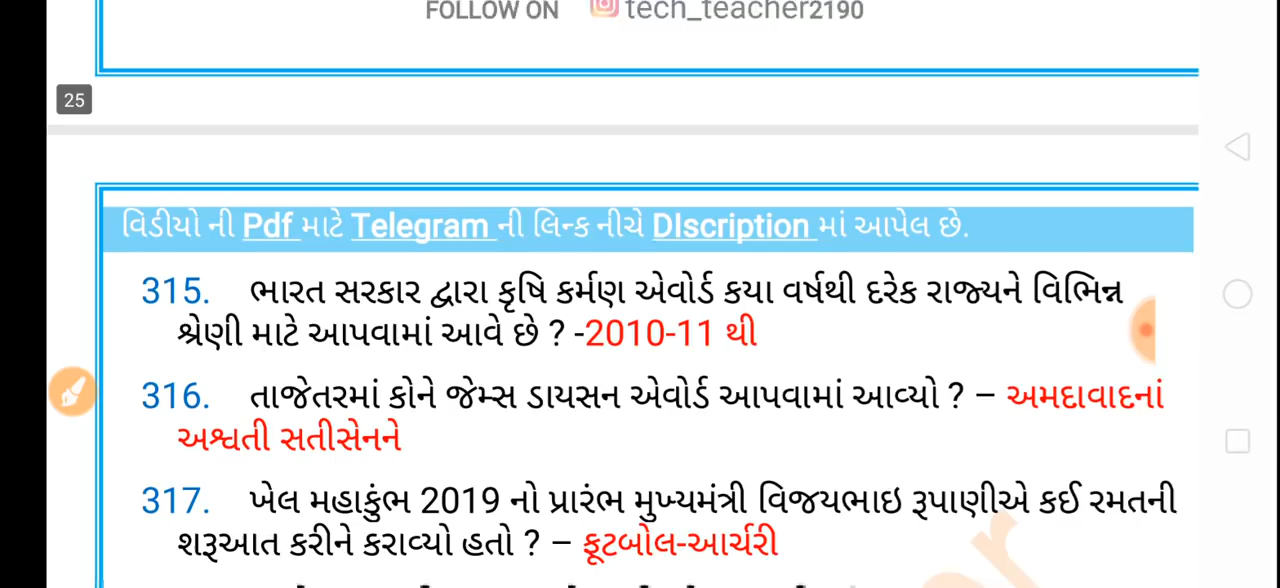 FOLLOW ON tech_teacher2190
25
વિડીયો ની Pdf માટે Telegram ની લિન્ક નીચે DIscription માં આપેલ છે.
315. ભારત સરકાર દ્વારા કૃષિ કર્મણ એવોર્ડ કયા વર્ષથી દરેક રાજ્યને વિભિન્ન
શ્રેણી માટે આપવામાં આવે છે ? -2010-11 થી
316. તાજેતરમાં કોને જેમ્સ ડાયસન એવોર્ડ આપવામાં આવ્યો ? – અમદાવાદનાં
અશ્વતી સતીસેનને
317. ખેલ મહાકુંભ 2019 નો પ્રારંભ મુખ્યમંત્રી વિજયભાઇ રૂપાણીએ કઈ રમતની
શરૂઆત કરીને કરાવ્યો હતો ? – ફૂટબોલ-આર્ચરી